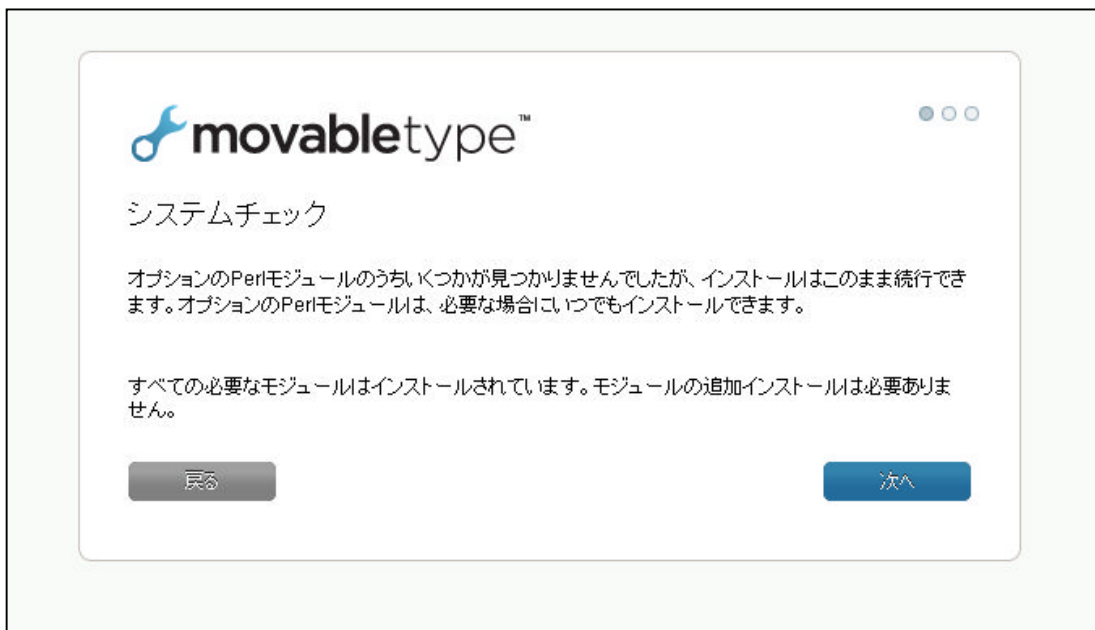 movabletype™
システムチェック
オプションのPerlモジュールのうちいくつかが見つかりませんでしたが、インストールはこのまま続行でき
ます。オプションのPerlモジュールは、必要な場合にいつでもインストールできます。
すべての必要なモジュールはインストールされています。モジュールの追加インストールは必要ありま
せん。
戻る
次へ